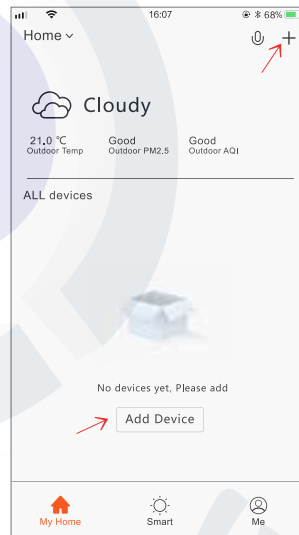 16:07
68%
Home
Cloudy
21.0 ℃ Good Good
Outdoor Temp Outdoor PM2.5 Outdoor AQI
ALL devices
No devices yet, Please add
Add Device
My Home Smart Me